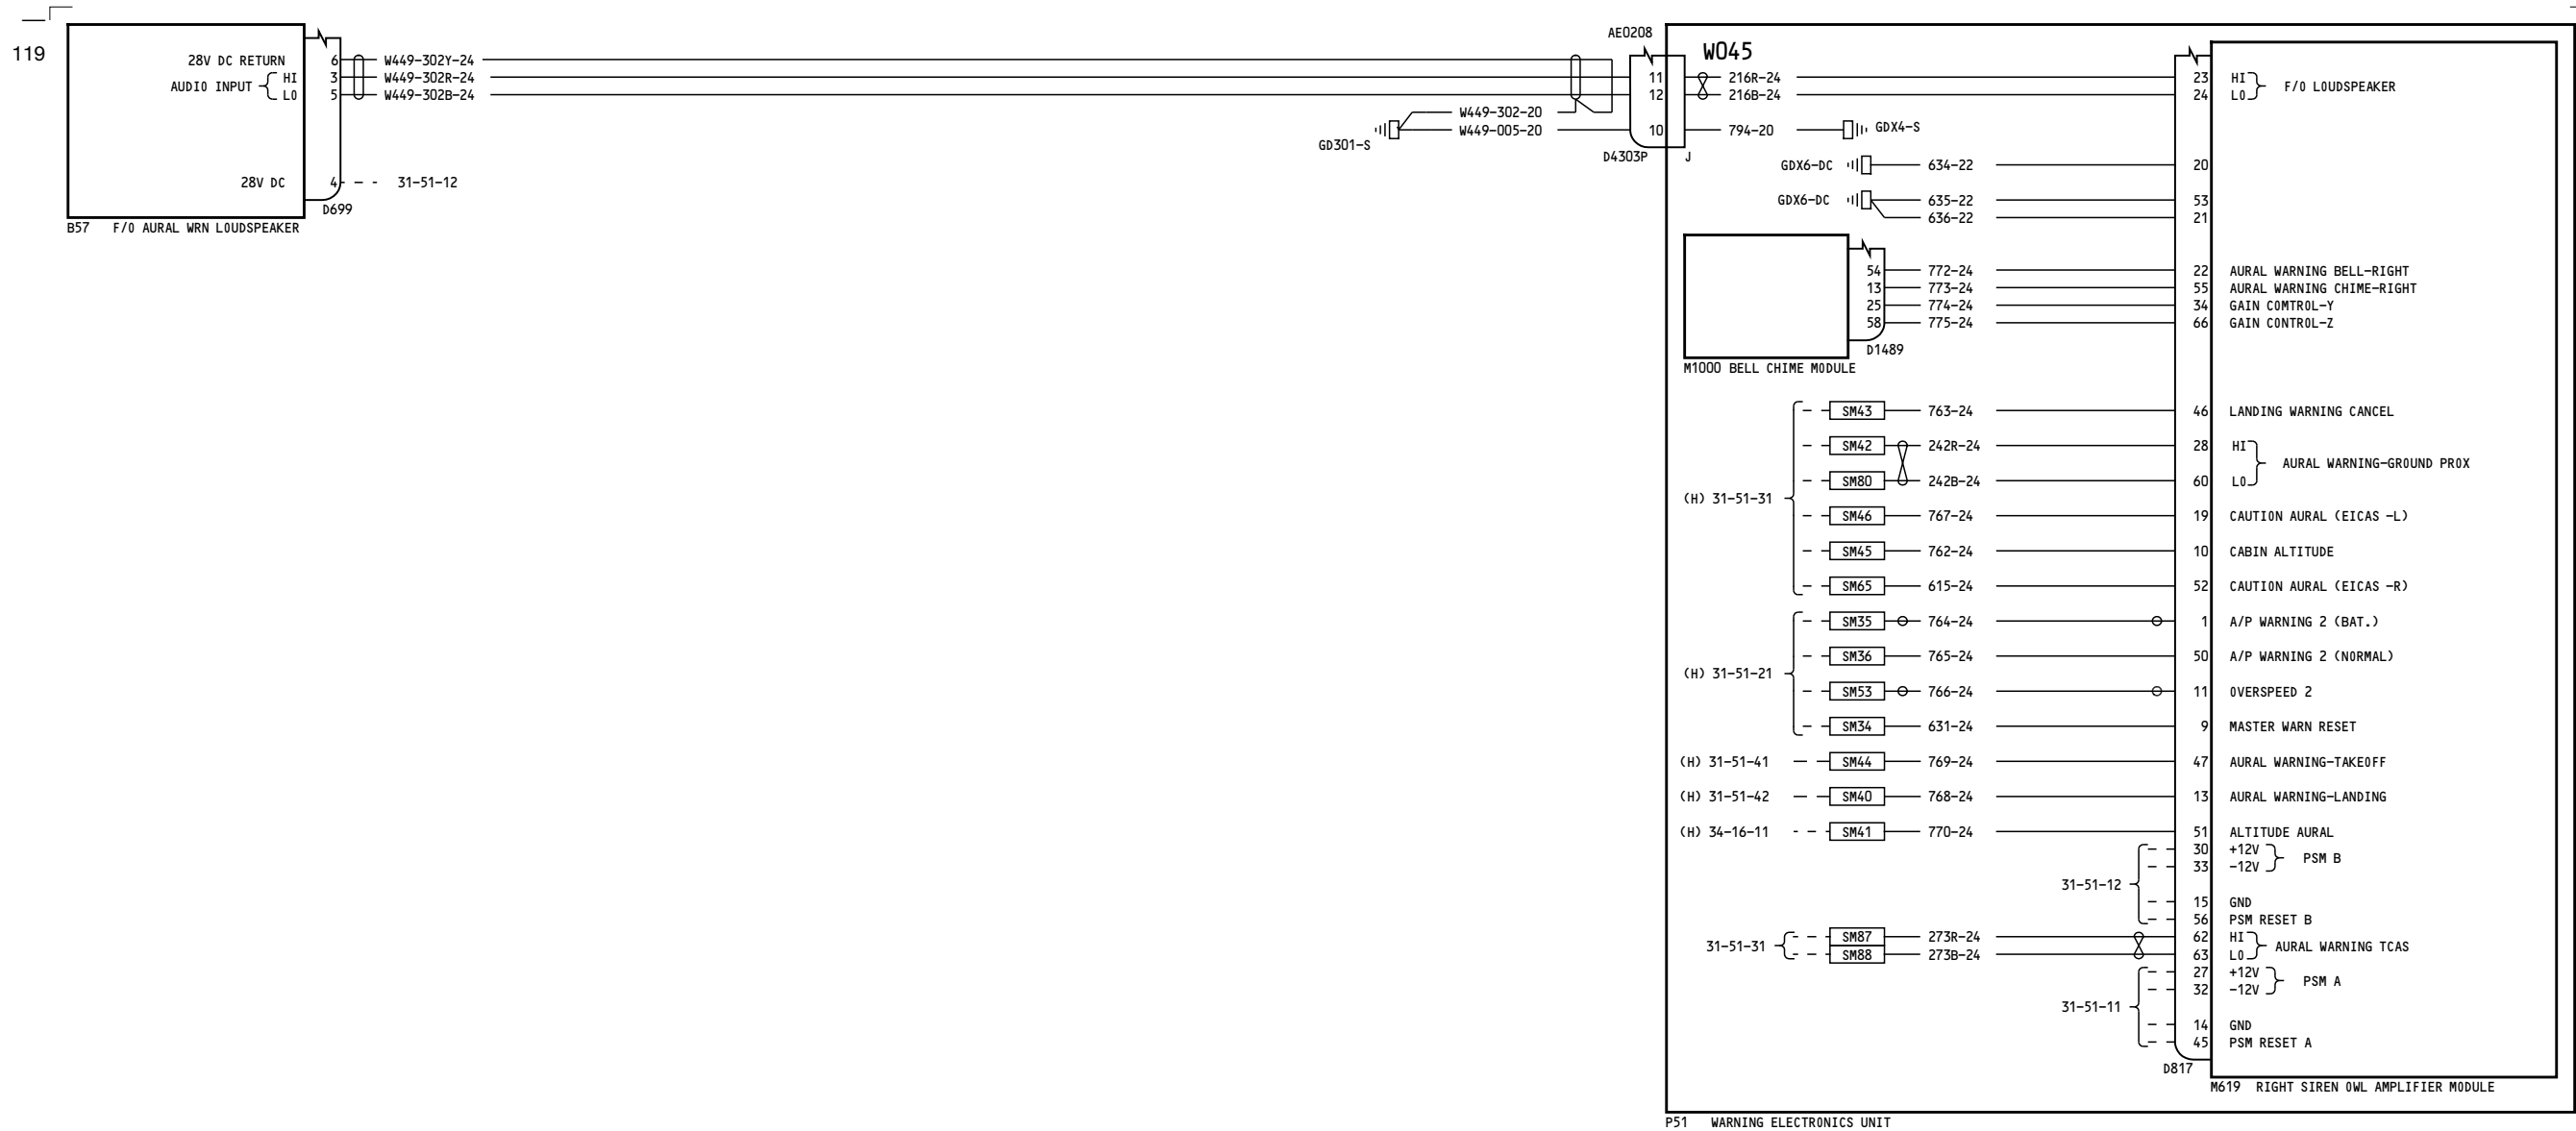 119
AE0208
W045
28V DC RETURN 6 W449-302Y-24
AUDIO INPUT HI 3 W449-302R-24 11 216R-24 23 HI
LO 5 W449-302B-24 12 216B-24 24 LO F/O LOUDSPEAKER
W449-302-20
GD301-S W449-005-20 10 794-20 GDX4-S
D4303P J
GDX6-DC 634-22 20
28V DC 4 31-51-12
D699
B57 F/O AURAL WRN LOUDSPEAKER
GDX6-DC 635-22 53
636-22 21
54 772-24 22 AURAL WARNING BELL-RIGHT
13 773-24 55 AURAL WARNING CHIME-RIGHT
25 774-24 34 GAIN COMTROL-Y
58 775-24 66 GAIN CONTROL-Z
D1489
M1000 BELL CHIME MODULE
SM43 763-24 46 LANDING WARNING CANCEL
SM42 242R-24 28 HI
AURAL WARNING-GROUND PROX
SM80 242B-24 60 LO
(H) 31-51-31
SM46 767-24 19 CAUTION AURAL (EICAS -L)
SM45 762-24 10 CABIN ALTITUDE
SM65 615-24 52 CAUTION AURAL (EICAS -R)
SM35 764-24 1 A/P WARNING 2 (BAT.)
SM36 765-24 50 A/P WARNING 2 (NORMAL)
(H) 31-51-21
SM53 766-24 11 OVERSPEED 2
SM34 631-24 9 MASTER WARN RESET
(H) 31-51-41 SM44 769-24 47 AURAL WARNING-TAKEOFF
(H) 31-51-42 SM40 768-24 13 AURAL WARNING-LANDING
(H) 34-16-11 SM41 770-24 51 ALTITUDE AURAL
30 +12V
PSM B
33 -12V
31-51-12
15 GND
56 PSM RESET B
SM87 273R-24 62 HI
31-51-31 AURAL WARNING TCAS
SM88 273B-24 63 LO
27 +12V
PSM A
32 -12V
31-51-11
14 GND
45 PSM RESET A
D817
M619 RIGHT SIREN OWL AMPLIFIER MODULE
P51 WARNING ELECTRONICS UNIT